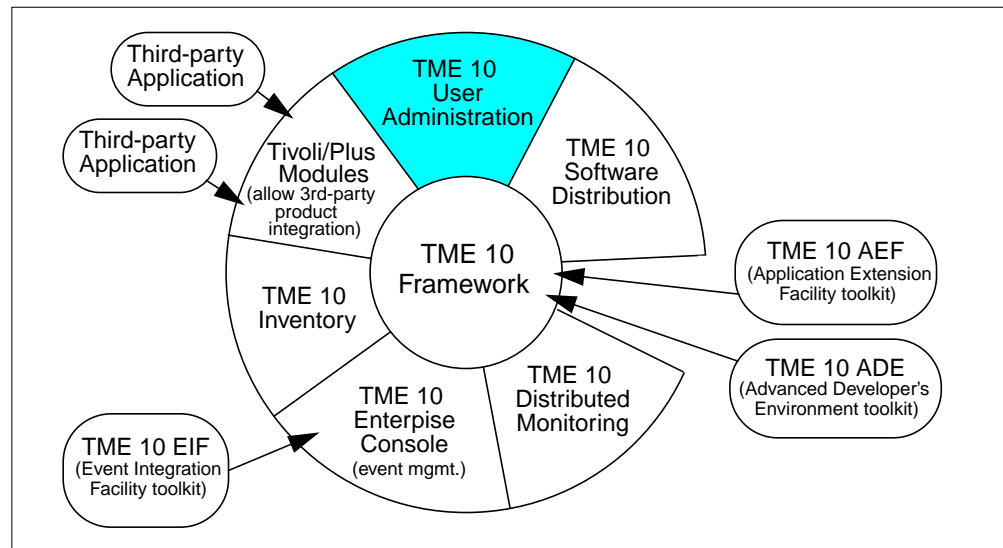 Third-party
Application
Third-party
Application
TME 10
User
Administration
TME 10
Software
Distribution
Tivoli/Plus
Modules
(allow 3rd-party
product
integration)
TME 10
Framework
TME 10 AEF
(Application Extension
Facility toolkit)
TME 10
Inventory
TME 10 ADE
(Advanced Developer's
Environment toolkit)
TME 10
Distributed
Monitoring
TME 10
Enterpise
Console
(event mgmt.)
TME 10 EIF
(Event Integration
Facility toolkit)